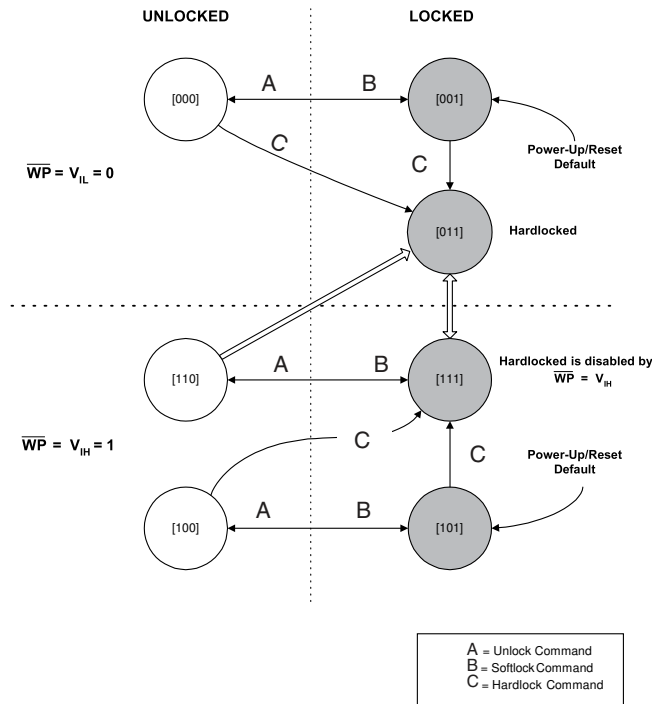 UNLOCKED LOCKED
[000] A B [001]
C
C
Power-Up/Reset
Default
WP = VIL = 0
[011] Hardlocked
[110] A B [111]
Hardlocked is disabled by
WP = VIH
WP = VIH = 1
C
C
Power-Up/Reset
Default
[100] A B [101]
A = Unlock Command
B = Softlock Command
C = Hardlock Command